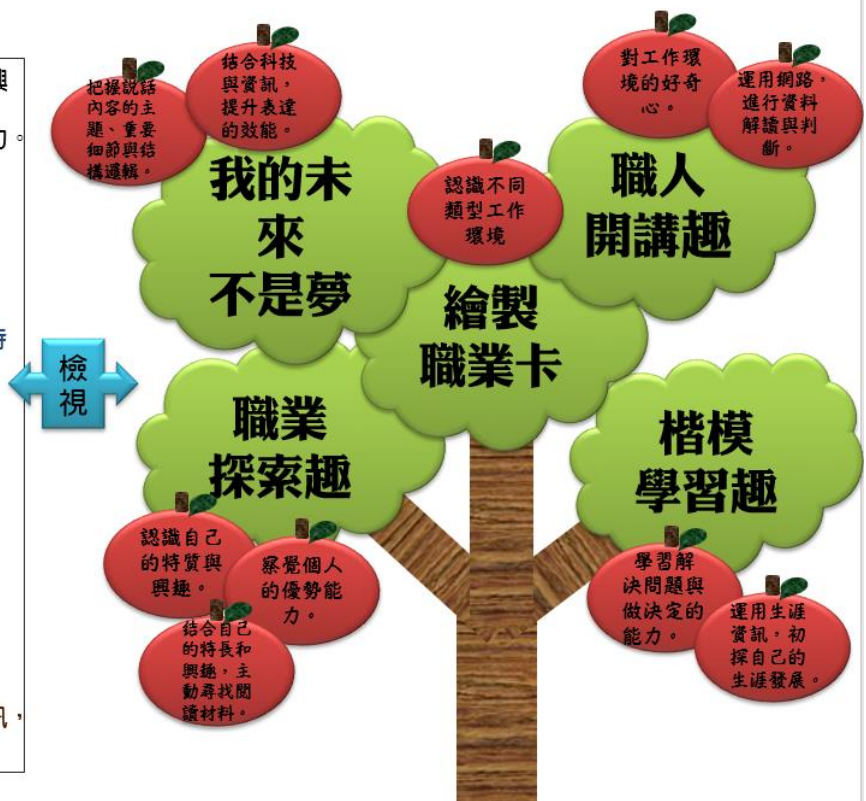 把握說話
內容的主
題、重要
細節與結
構邏輯。
結合科技
與資訊，
提升表達
的效能。
我的未
來
不是夢
對工作環
境的好奇
心。
運用網路，
進行資料
解讀與判
斷。
職人
開講趣
認識不同
類型工作
環境
繪製
職業卡
檢
視
職業
探索趣
認識自己
的特質與
興趣。
察覺個人
的優勢能
力。
結合自己
的特長和
興趣，主
動尋找閱
讀材料。
楷模
學習趣
學習解
決問題與
做決定的
能力。
運用生涯
資訊，初
探自己的
生涯發展。